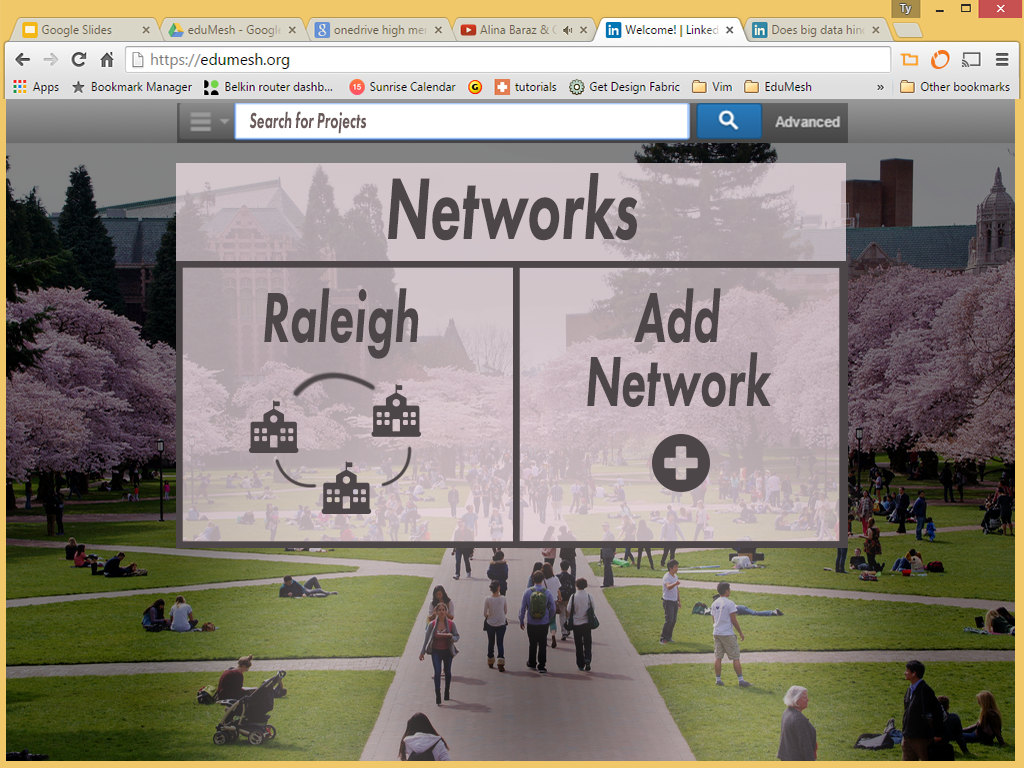 Ty
Google Slides
eduMesh - Google
onedrive high me
Alina Baraz & G
Welcome! | Linked
Does big data hin
https://edumesh.org
Apps
Bookmark Manager
Belkin router dashb...
15
Sunrise Calendar
G
tutorials
Get Design Fabric
Vim
EduMesh
»
Other bookmarks
Search for Projects
Advanced
Networks
Raleigh
Add
Network